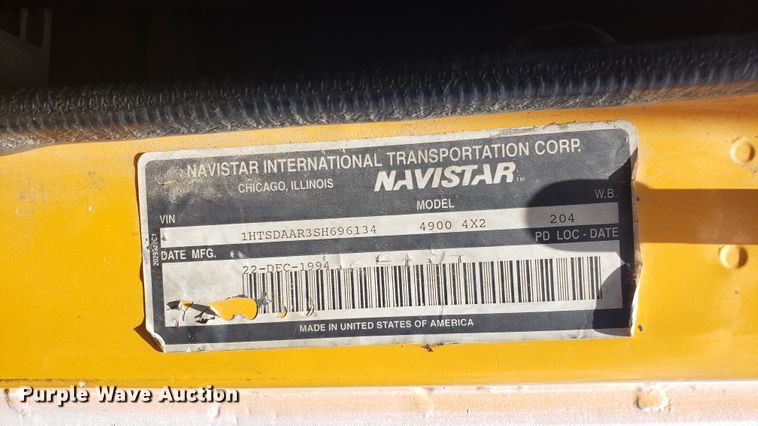 NAVISTAR INTERNATIONAL TRANSPORTATION CORP.
CHICAGO, ILLINOIS NAVISTAR™
VIN MODEL W.B.
1HTSDAAR3SH696134 4900 4X2 204
DATE MFG. PD LOC - DATE
22-DEC-1994
MADE IN UNITED STATES OF AMERICA
Purple Wave Auction